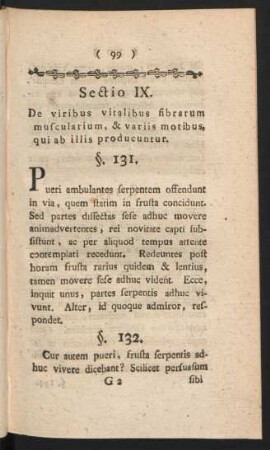 ( 99 )
Sectio IX.
De viribus vitalibus fibrarum
muscularium, & variis motibus,
qui ab illis producuntur.
§. 131.
Pueri ambulantes serpentem offendunt
in via, quem statim in frusta concidunt.
Sed partes dissectas sese adhuc movere
animadvertentes, rei novitate capti sub-
sistunt, ac per aliquod tempus attente
contemplati recedunt. Redeuntes post
horam frusta rarius quidem & lentius,
tamen movere sese adhuc vident. Ecce,
inquit unus, partes serpentis adhuc vi-
vunt. Alter, id quoque admiror, res-
pondet.
§. 132.
Cur autem pueri, frusta serpentis ad-
huc vivere dicebant? Scilicet persuasum
G 2 sibi